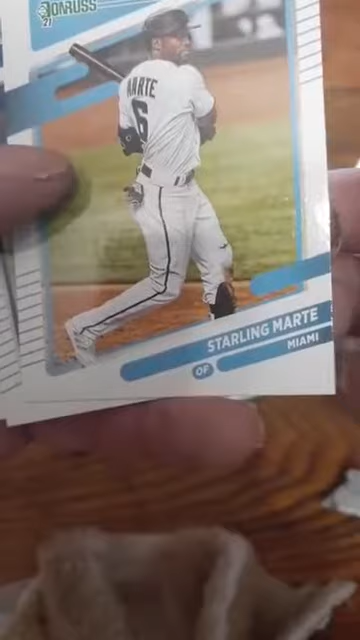 DONRUSS
21
MARTE
6
STARLING MARTE
MIAMI
OF